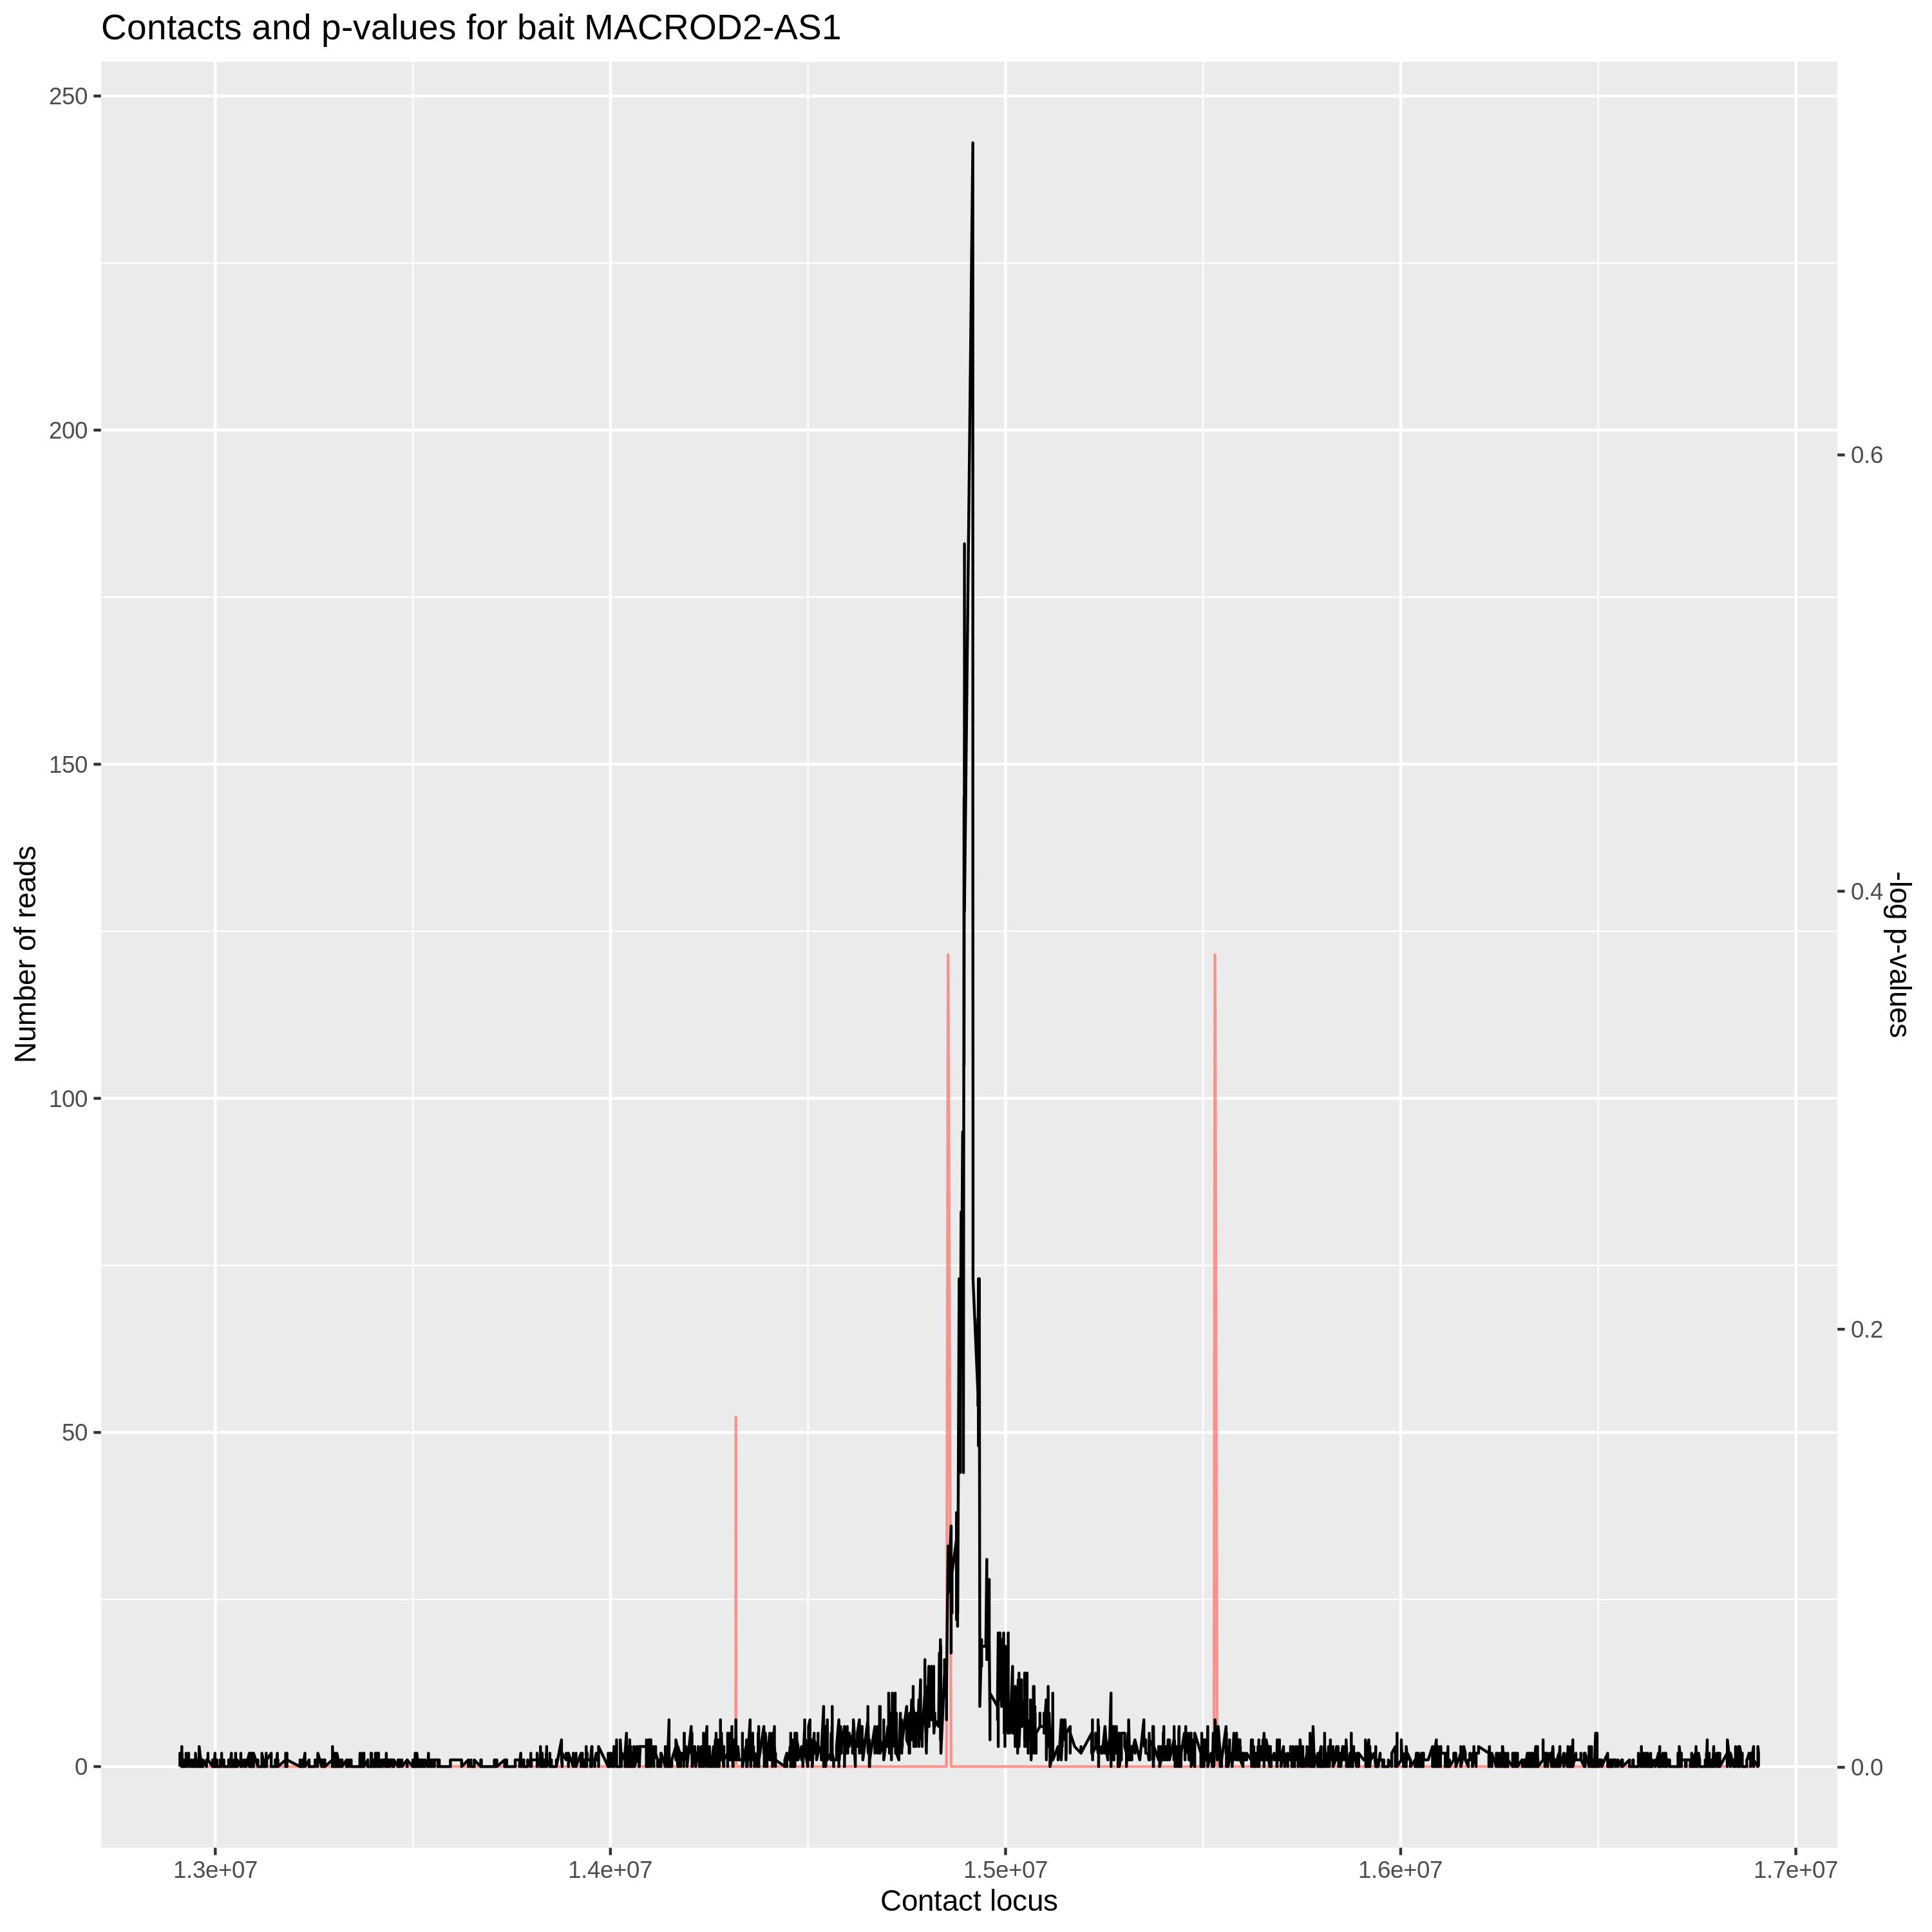 Contacts and p-values for bait MACROD2-AS1
250
200
150
100
50
0
Number of reads
0.6
0.4
0.2
0.0
-log p-values
1.3e+07
1.4e+07
1.5e+07
1.6e+07
1.7e+07
Contact locus